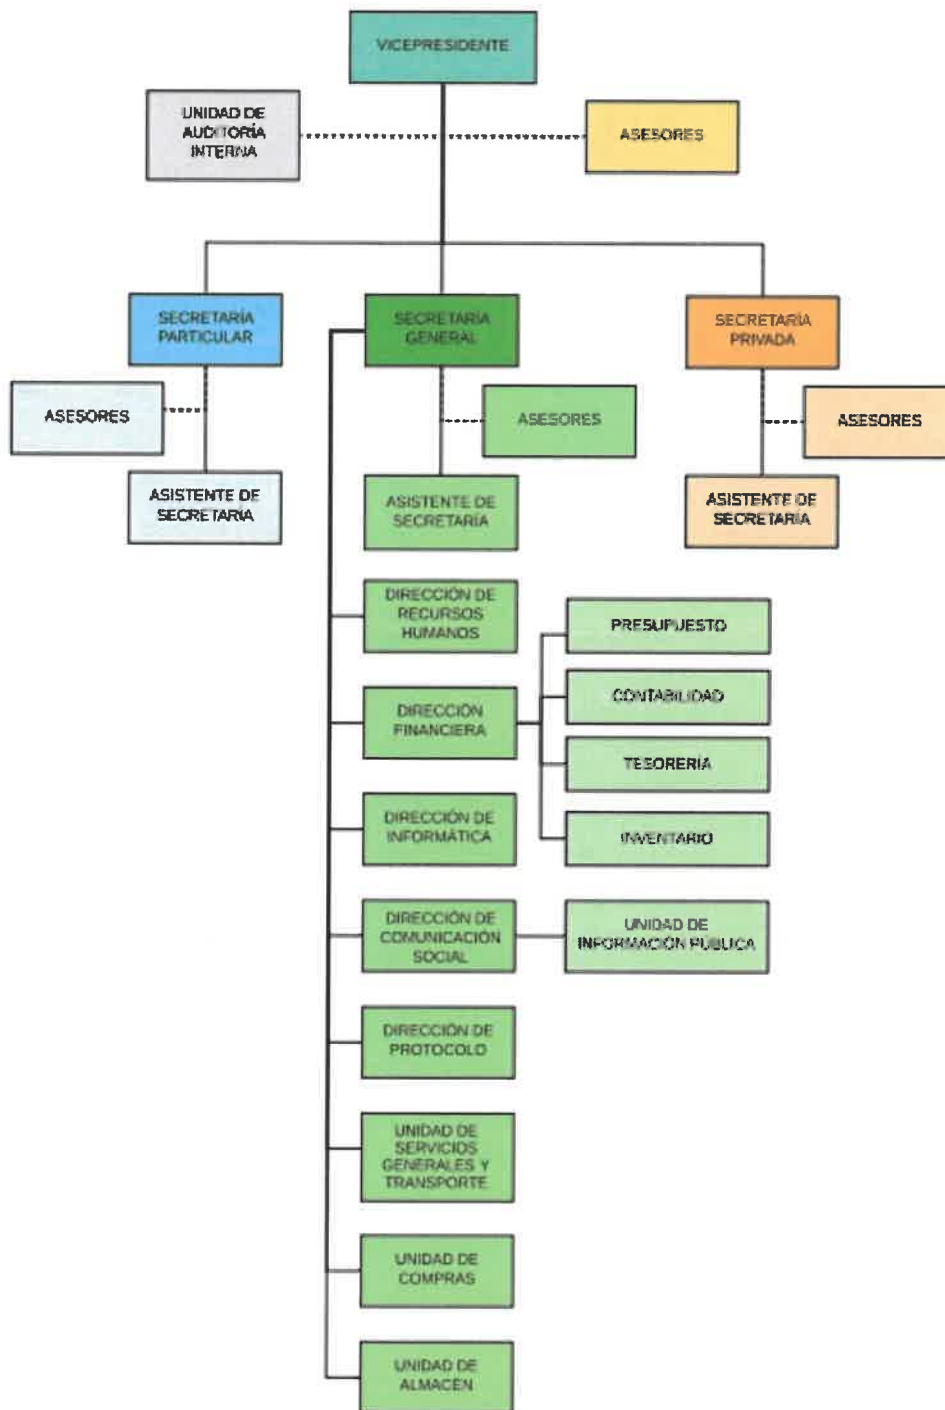 VICEPRESIDENTE
UNIDAD DE
AUDITORÍA
INTERNA
ASESORES
SECRETARÍA
PARTICULAR
SECRETARÍA
GENERAL
SECRETARÍA
PRIVADA
ASESORES
ASESORES
ASESORES
ASISTENTE DE
SECRETARÍA
ASISTENTE DE
SECRETARÍA
ASISTENTE DE
SECRETARÍA
DIRECCIÓN DE
RECURSOS
HUMANOS
DIRECCIÓN
FINANCIERA
PRESUPUESTO
CONTABILIDAD
TESORERÍA
INVENTARIO
DIRECCIÓN DE
INFORMÁTICA
DIRECCIÓN DE
COMUNICACIÓN
SOCIAL
UNIDAD DE
INFORMACIÓN PÚBLICA
DIRECCIÓN DE
PROTOCOLO
UNIDAD DE
SERVICIOS
GENERALES Y
TRANSPORTE
UNIDAD DE
COMPRAS
UNIDAD DE
ALMACÉN